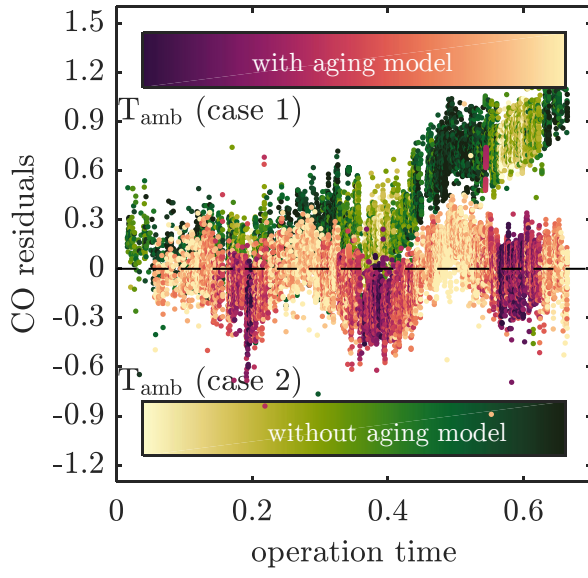 1.5
1.2
0.9
0.6
0.3
0
-0.3
-0.6
-0.9
-1.2
CO residuals
with aging model
T_amb (case 1)
T_amb (case 2)
without aging model
0 0.2 0.4 0.6
operation time